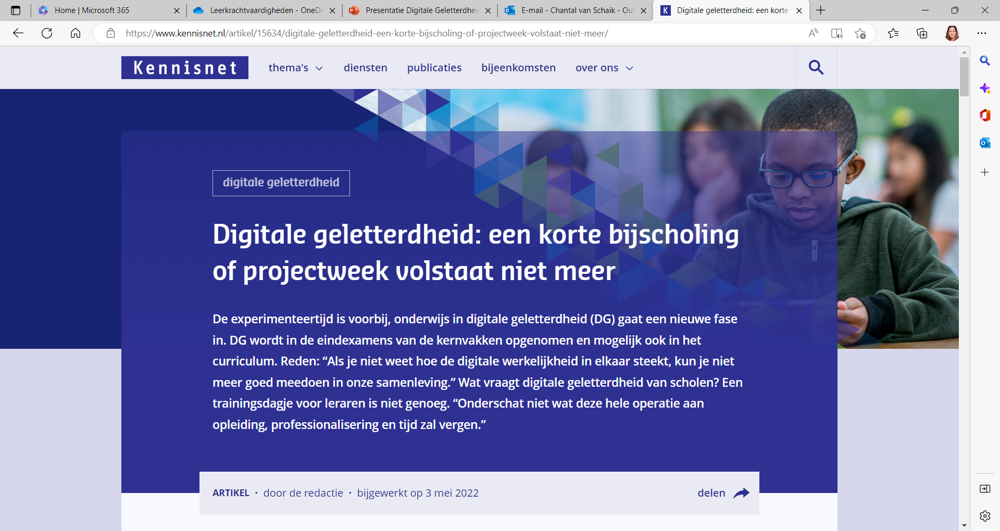 Home | Microsoft 365
Leerkrachtvaardigheden - OneDr
Presentatie Digitale Geletterdhei
E-mail - Chantal van Schaik - Out
Digitale geletterdheid: een korte
https://www.kennisnet.nl/artikel/15634/digitale-geletterdheid-een-korte-bijscholing-of-projectweek-volstaat-niet-meer/
Kennisnet
thema's
diensten
publicaties
bijeenkomsten
over ons
digitale geletterdheid
Digitale geletterdheid: een korte bijscholing
of projectweek volstaat niet meer
De experimenteertijd is voorbij, onderwijs in digitale geletterdheid (DG) gaat een nieuwe fase
in. DG wordt in de eindexamens van de kernvakken opgenomen en mogelijk ook in het
curriculum. Reden: “Als je niet weet hoe de digitale werkelijkheid in elkaar steekt, kun je niet
meer goed meedoen in onze samenleving.” Wat vraagt digitale geletterdheid van scholen? Een
trainingsdagje voor leraren is niet genoeg. “Onderschat niet wat deze hele operatie aan
opleiding, professionalisering en tijd zal vergen.”
ARTIKEL · door de redactie · bijgewerkt op 3 mei 2022
delen